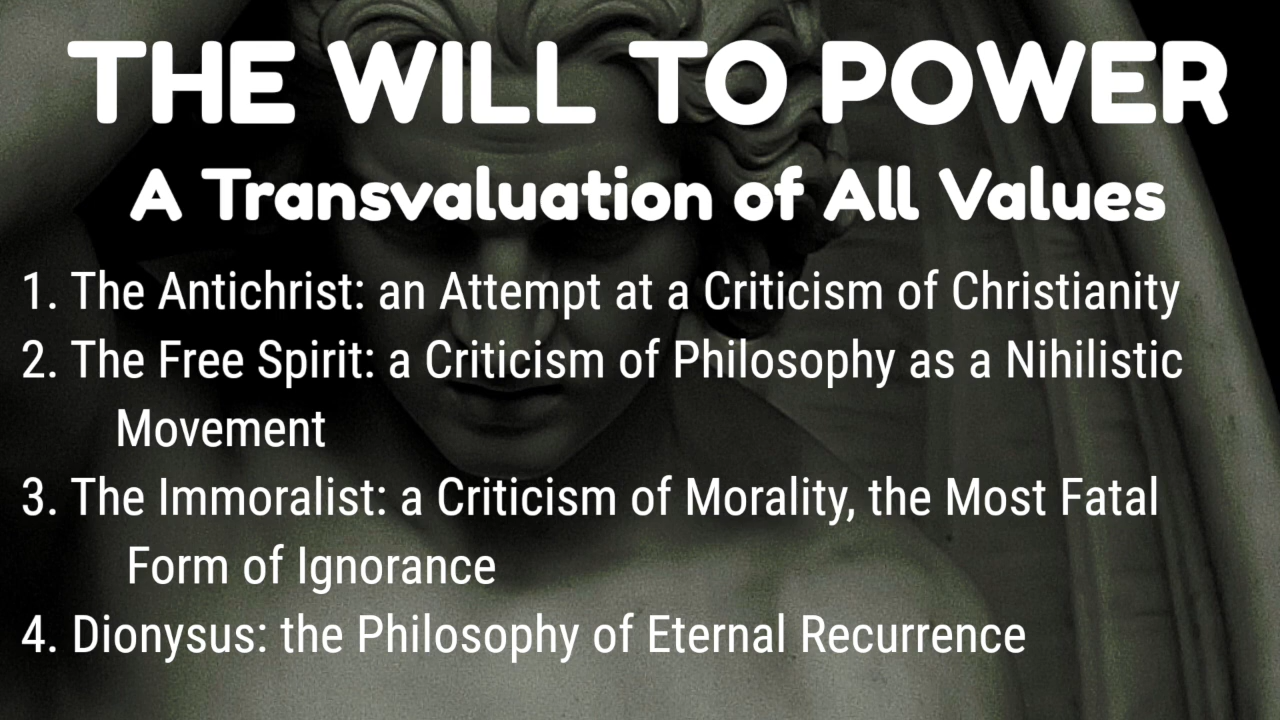 THE WILL TO POWER
A Transvaluation of All Values
1. The Antichrist: an Attempt at a Criticism of Christianity
2. The Free Spirit: a Criticism of Philosophy as a Nihilistic
Movement
3. The Immoralist: a Criticism of Morality, the Most Fatal
Form of Ignorance
4. Dionysus: the Philosophy of Eternal Recurrence